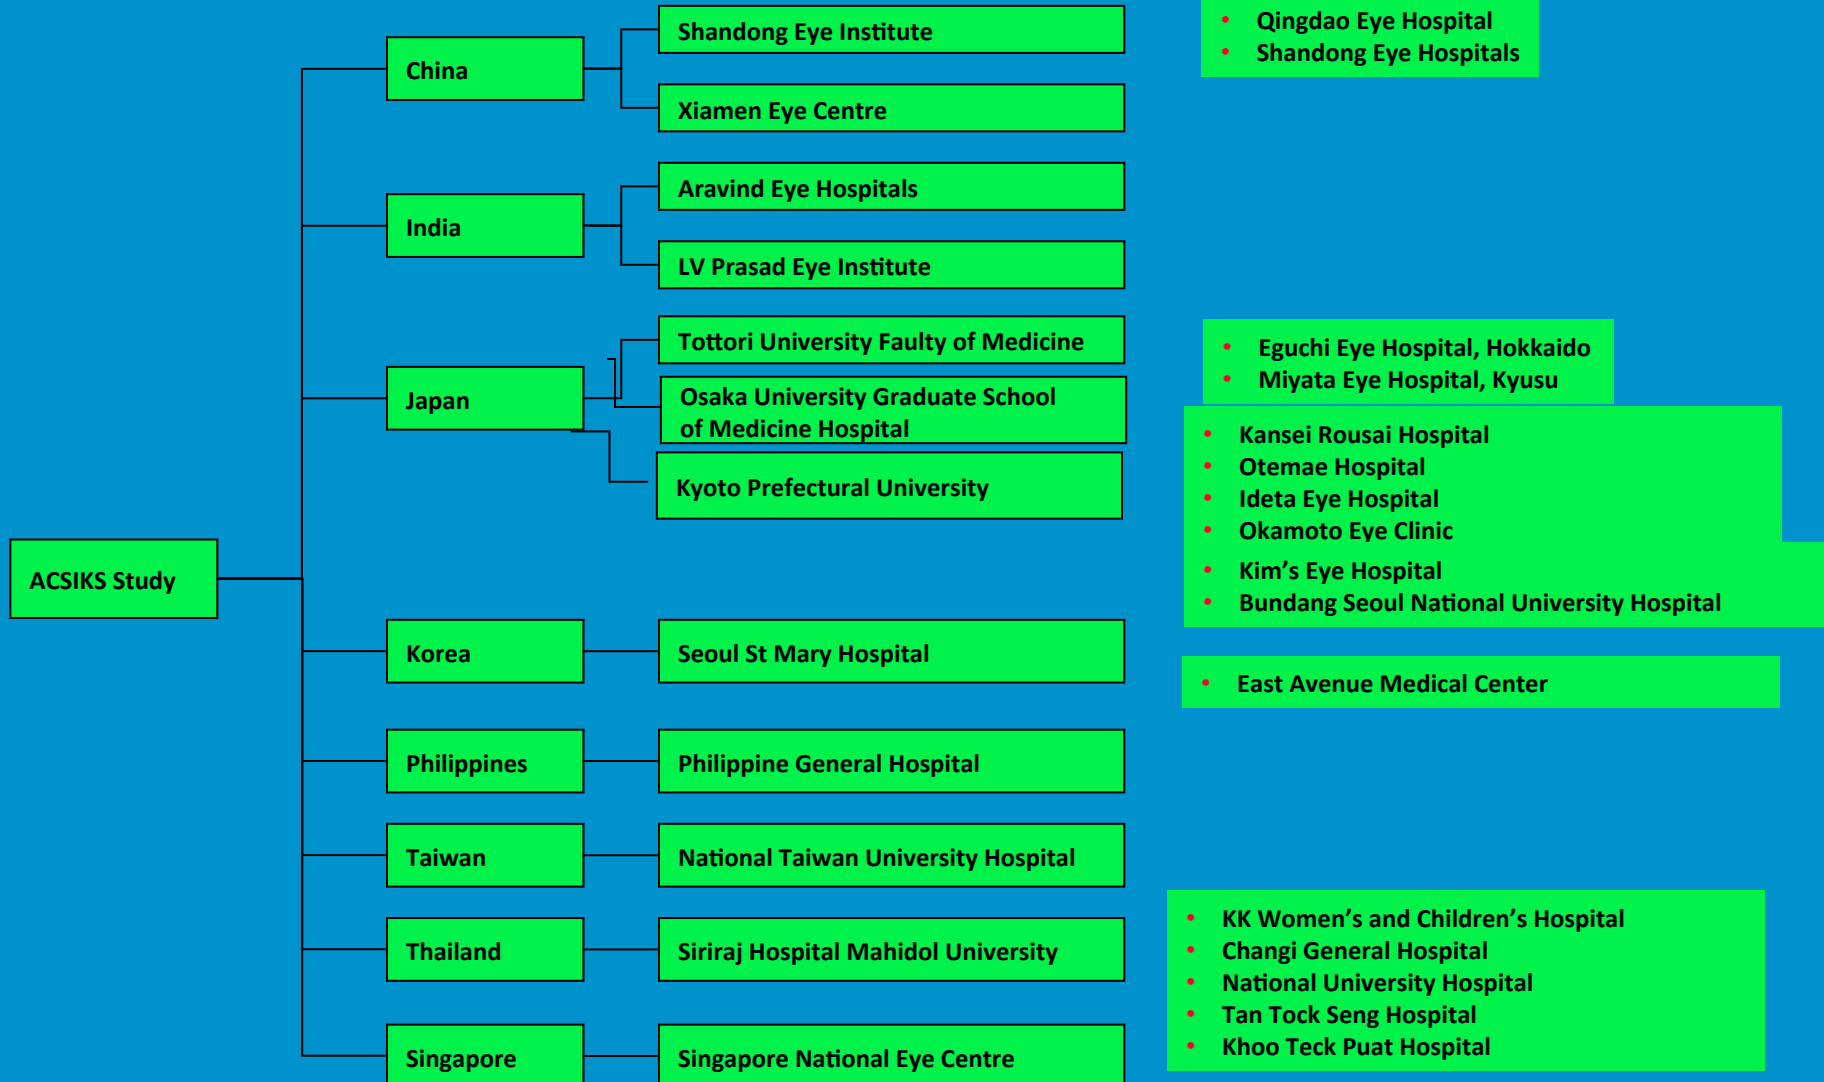 ACSIKS Study
China
Shandong Eye Institute
• Qingdao Eye Hospital
• Shandong Eye Hospitals
Xiamen Eye Centre
India
Aravind Eye Hospitals
LV Prasad Eye Institute
Japan
Tottori University Faulty of Medicine
• Eguchi Eye Hospital, Hokkaido
• Miyata Eye Hospital, Kyusu
Osaka University Graduate School
of Medicine Hospital
• Kansei Rousai Hospital
• Otemae Hospital
• Ideta Eye Hospital
• Okamoto Eye Clinic
Kyoto Prefectural University
Korea
Seoul St Mary Hospital
• Kim’s Eye Hospital
• Bundang Seoul National University Hospital
Philippines
Philippine General Hospital
• East Avenue Medical Center
Taiwan
National Taiwan University Hospital
Thailand
Siriraj Hospital Mahidol University
Singapore
Singapore National Eye Centre
• KK Women’s and Children’s Hospital
• Changi General Hospital
• National University Hospital
• Tan Tock Seng Hospital
• Khoo Teck Puat Hospital